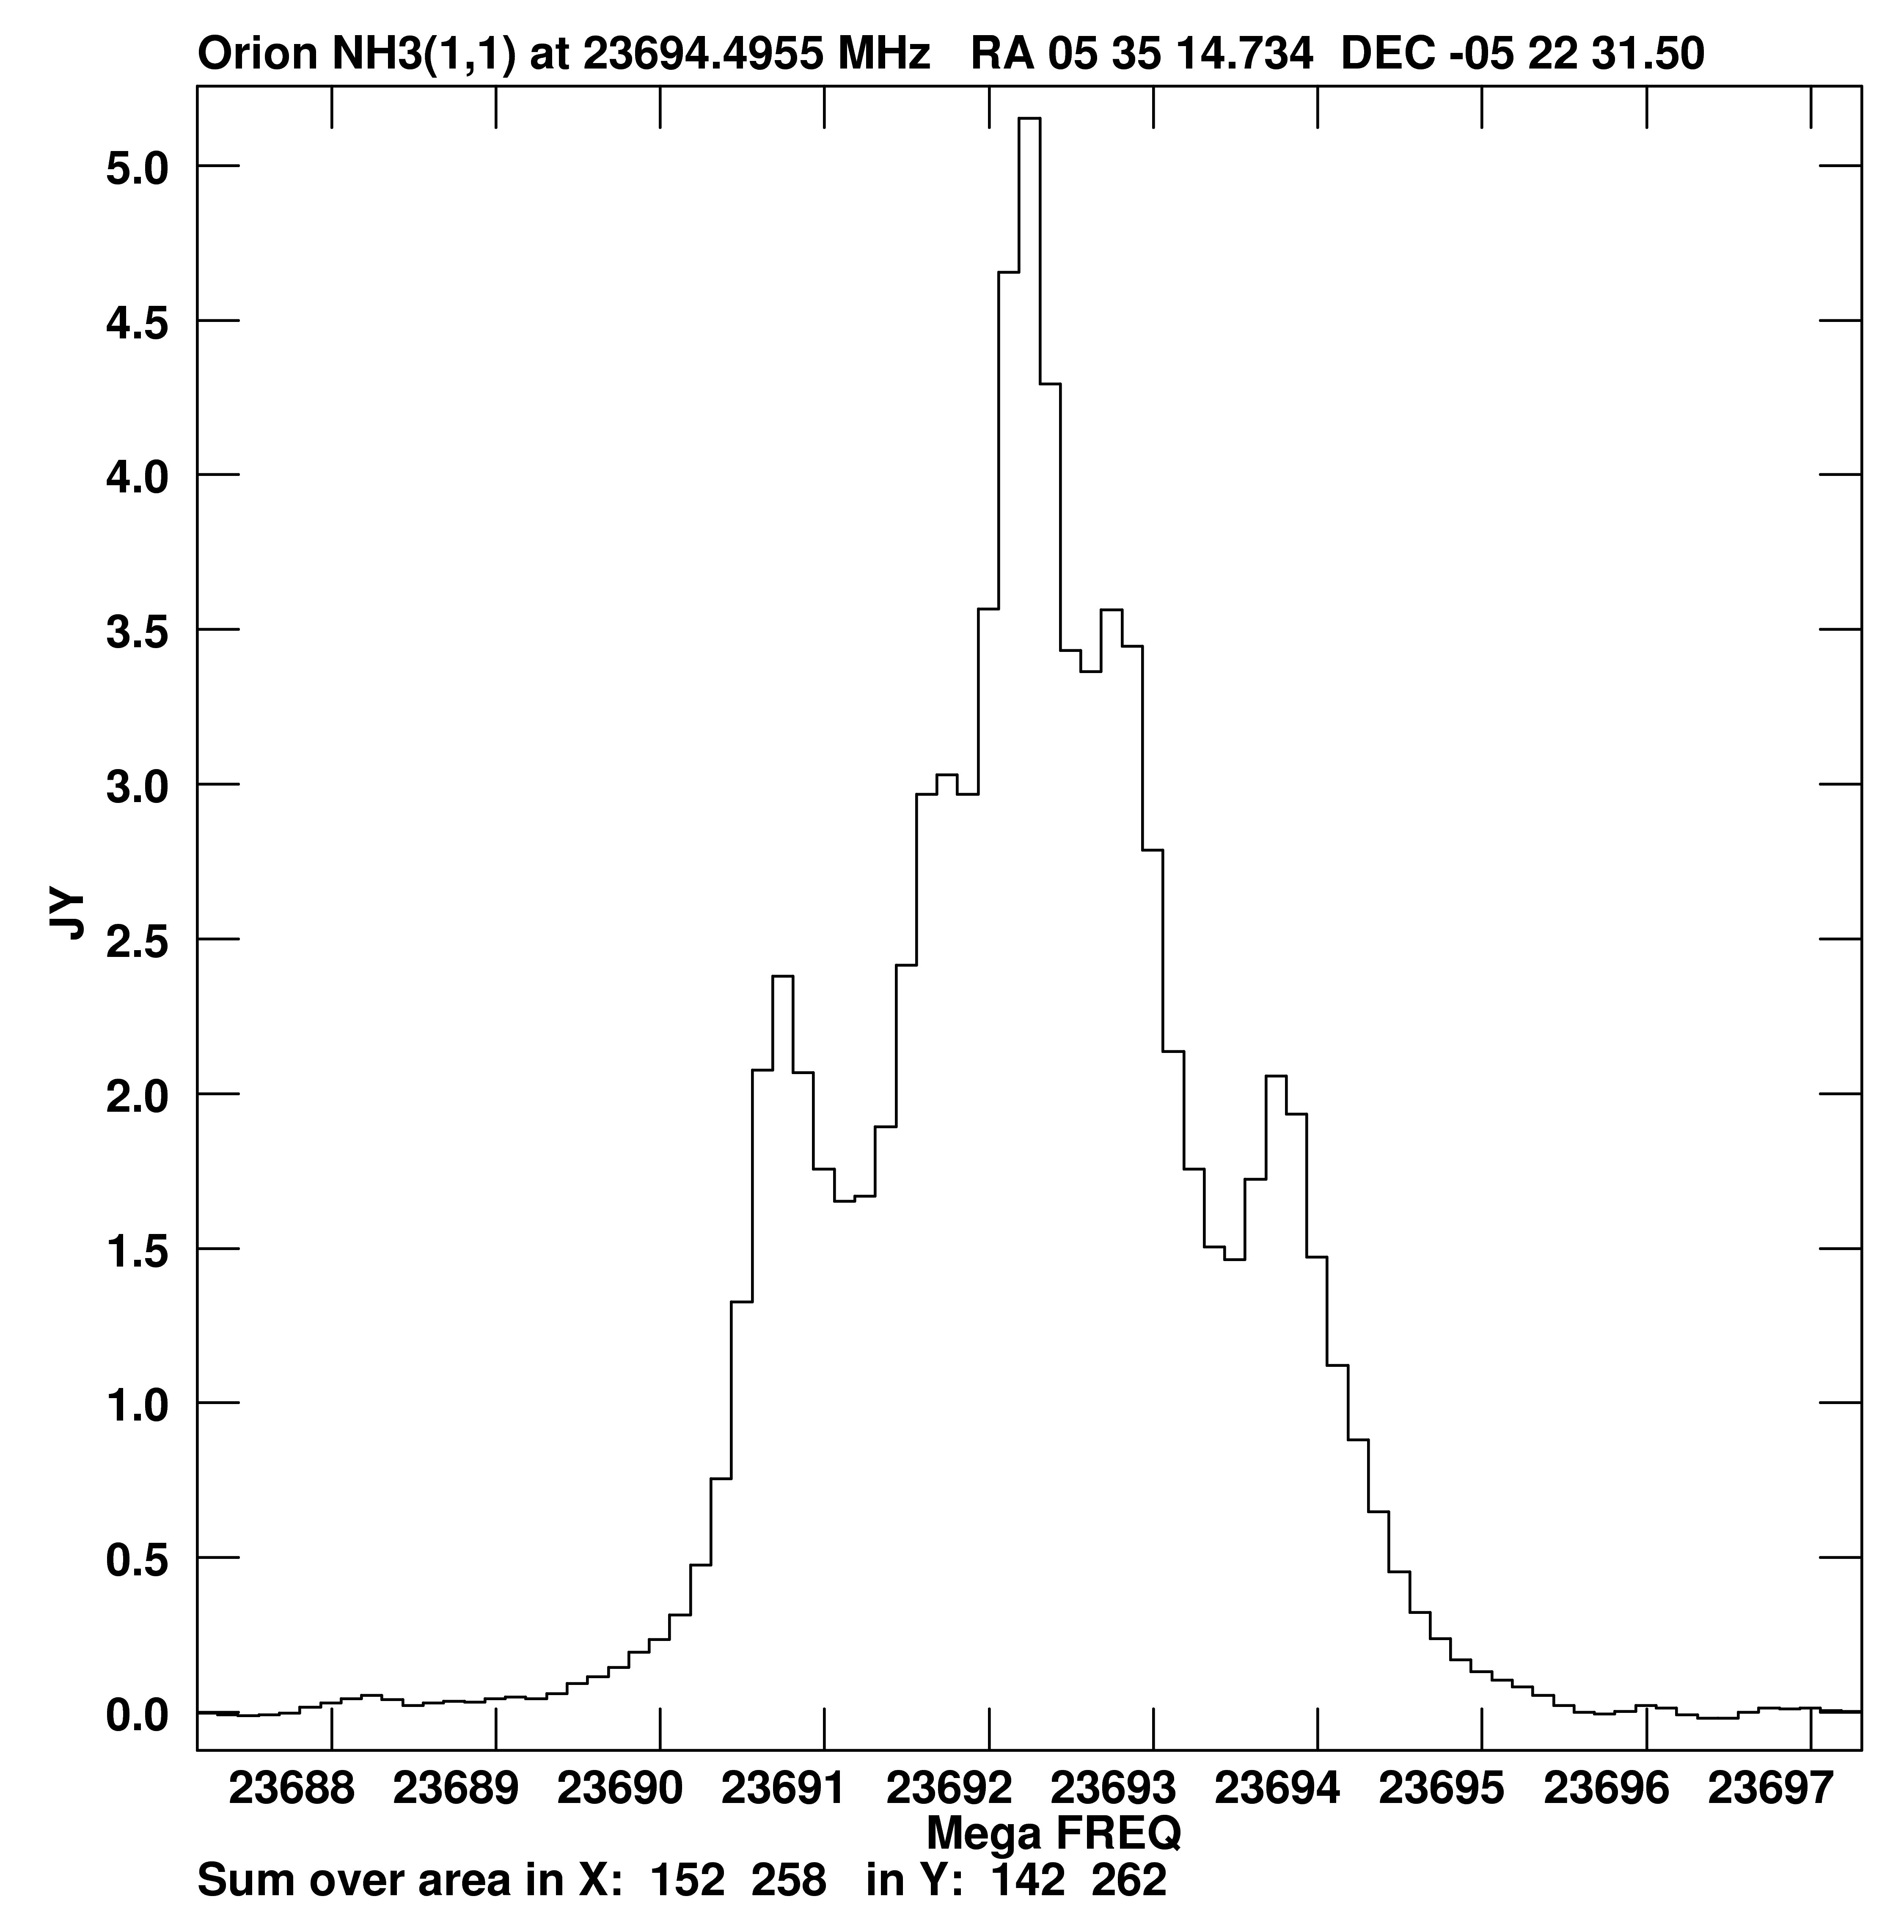 Orion NH3(1,1) at 23694.4955 MHz RA 05 35 14.734 DEC -05 22 31.50
5.0
4.5
4.0
3.5
3.0
JY
2.5
2.0
1.5
1.0
0.5
0.0
23688 23689 23690 23691 23692 23693 23694 23695 23696 23697
Mega FREQ
Sum over area in X: 152 258 in Y: 142 262